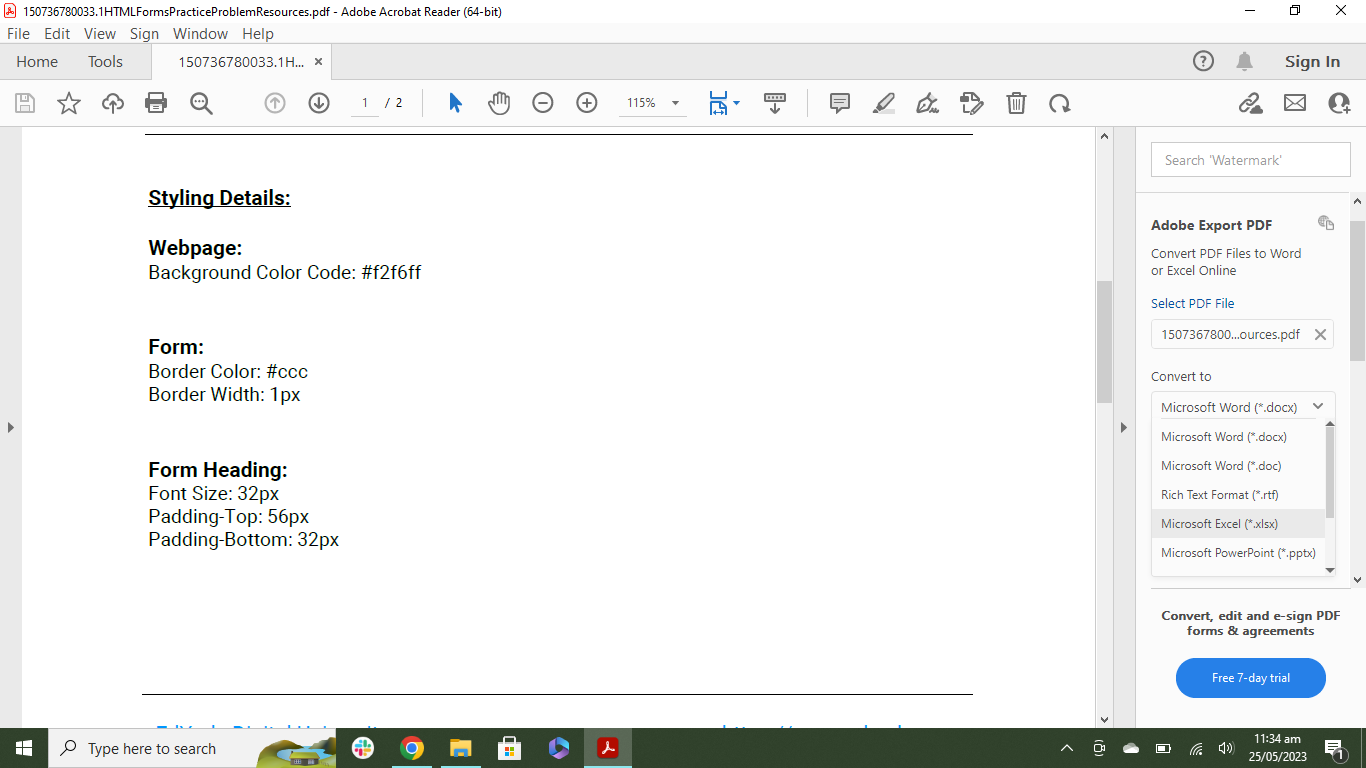 150736780033.1HTMLFormsPracticeProblemResources.pdf - Adobe Acrobat Reader (64-bit)
File Edit View Sign Window Help
Home Tools 150736780033.1H... × Sign In
1 / 2 115%
Styling Details:
Webpage:
Background Color Code: #f2f6ff
Form:
Border Color: #ccc
Border Width: 1px
Form Heading:
Font Size: 32px
Padding-Top: 56px
Padding-Bottom: 32px
Search 'Watermark'
Adobe Export PDF
Convert PDF Files to Word
or Excel Online
Select PDF File
1507367800...ources.pdf
Convert to
Microsoft Word (*.docx)
Microsoft Word (*.docx)
Microsoft Word (*.doc)
Rich Text Format (*.rtf)
Microsoft Excel (*.xlsx)
Microsoft PowerPoint (*.pptx)
Convert, edit and e-sign PDF
forms & agreements
Free 7-day trial
Type here to search
11:34 am
25/05/2023
1